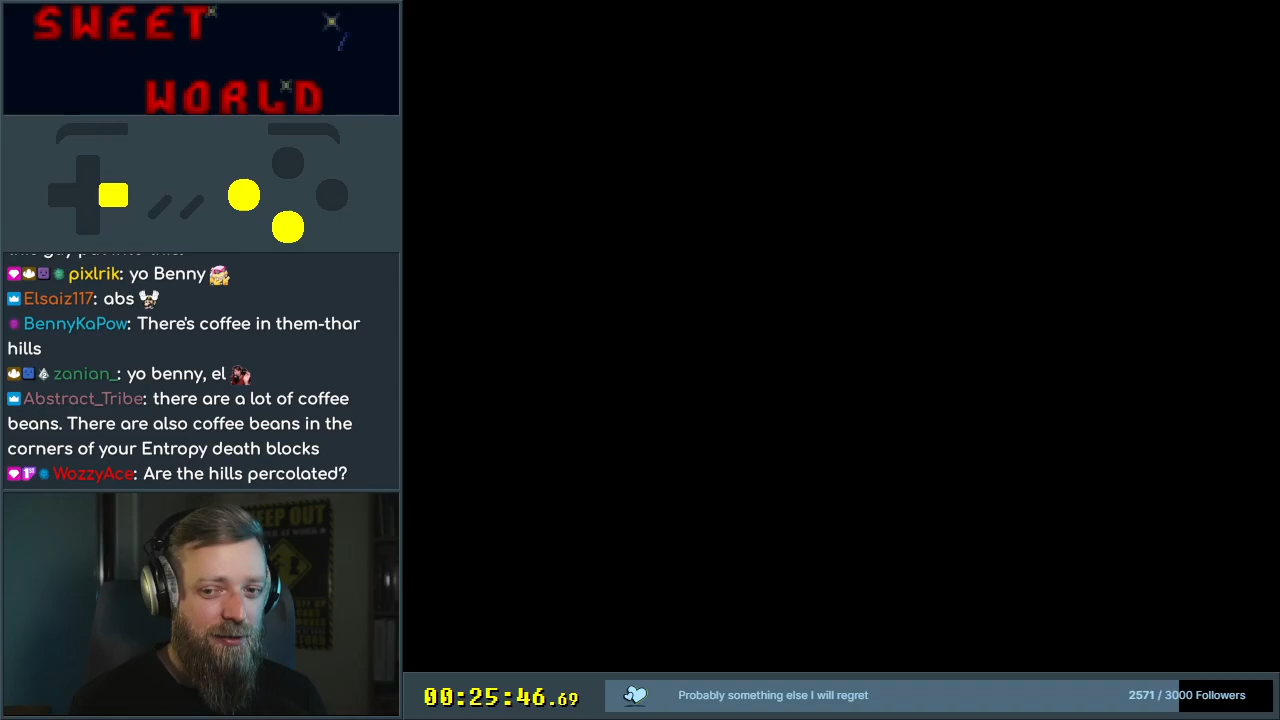 SWEET
WORLD
pixlrik: yo Benny
Elsaiz117: abs
BennyKaPow: There's coffee in them-thar
hills
zanian_: yo benny, el
Abstract_Tribe: there are a lot of coffee
beans. There are also coffee beans in the
corners of your Entropy death blocks
WozzyAce: Are the hills percolated?
KEEP OUT
00:25:46.69
Probably something else I will regret
2571 / 3000 Followers